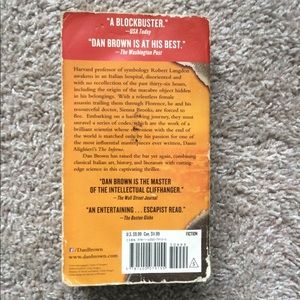 "A BLOCKBUSTER."
—USA Today
"DAN BROWN IS AT HIS BEST."
—The Washington Post
Harvard professor of symbology Robert Langdon
awakens in an Italian hospital, disoriented and
with no recollection of the past thirty-six hours,
including the origin of the macabre object hidden
in his belongings. With a relentless female
assassin trailing them through Florence, he and his
resourceful doctor, Sienna Brooks, are forced to
flee. Embarking on a harrowing journey, they must
unravel a series of codes, which are the work of a
brilliant scientist whose obsession with the end of
the world is matched only by his passion for one
of the most influential masterpieces ever written, Dante
Alighieri's The Inferno.
Dan Brown has raised the bar yet again, combining
classical Italian art, history, and literature with cutting-
edge science in this captivating thriller.
"DAN BROWN IS THE MASTER
OF THE INTELLECTUAL CLIFFHANGER."
—The Wall Street Journal
"AN ENTERTAINING . . . ESCAPIST READ."
—The Boston Globe
/DanBrown
www.danbrown.com
U.S. $9.99
FICTION